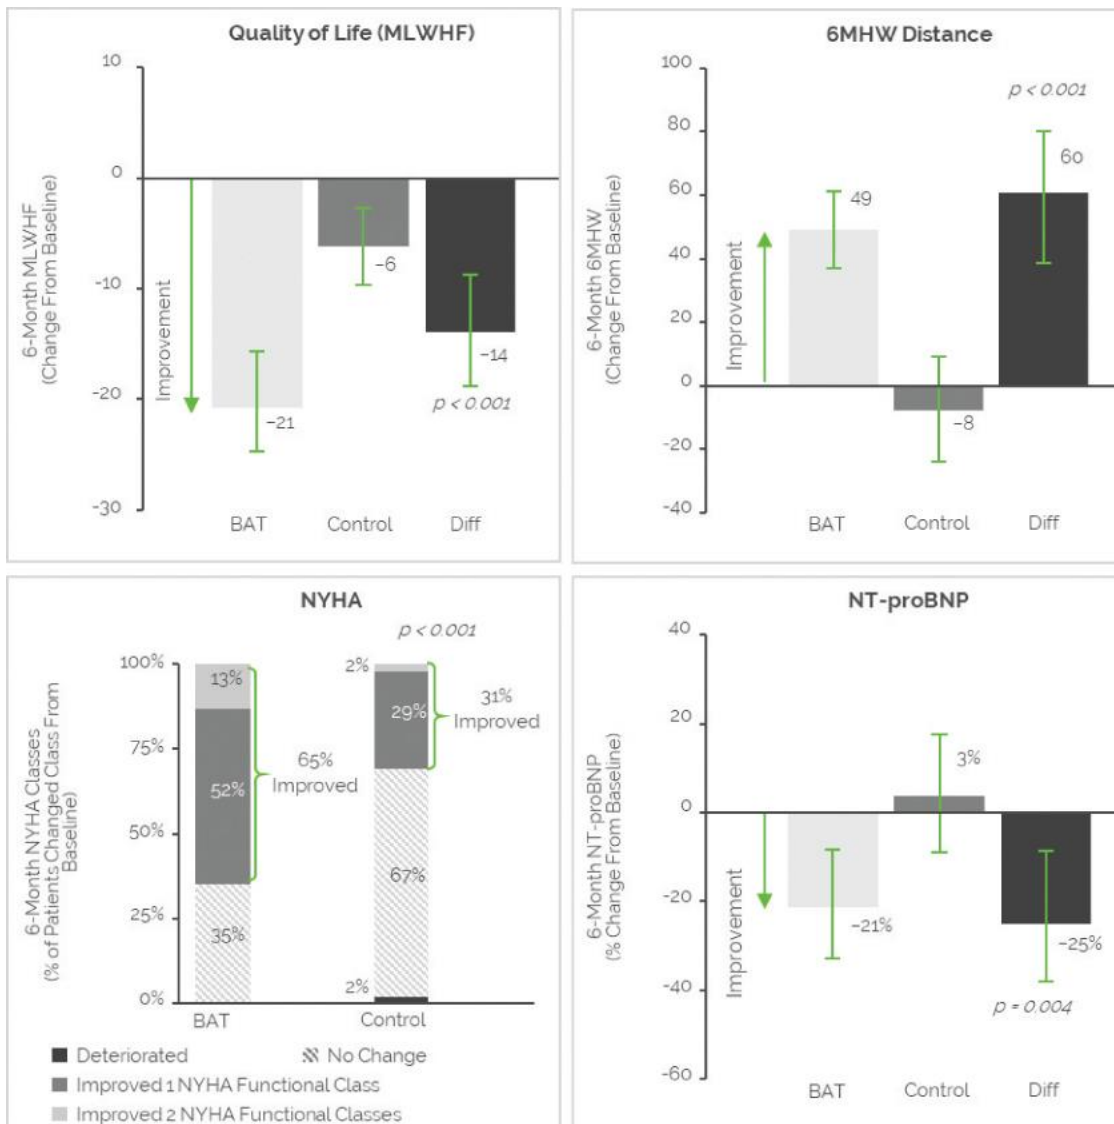 Quality of Life (MLWHF)
10
0
-10
-20
-30
6-Month MLWHF
(Change From Baseline)
Improvement
−21
−6
−14
p < 0.001
BAT
Control
Diff
6MHW Distance
100
80
60
40
20
0
-20
-40
6-Month 6MHW
(Change From Baseline)
Improvement
p < 0.001
49
−8
60
BAT
Control
Diff
NYHA
p < 0.001
100%
75%
50%
25%
0%
6-Month NYHA Classes
(% of Patients Changed Class From
Baseline)
13%
52%
35%
65%
Improved
2%
29%
67%
2%
31%
Improved
BAT
Control
Deteriorated
No Change
Improved 1 NYHA Functional Class
Improved 2 NYHA Functional Classes
NT-proBNP
40
20
0
-20
-40
-60
6-Month NT-proBNP
(% Change From Baseline)
Improvement
−21%
3%
−25%
p = 0.004
BAT
Control
Diff